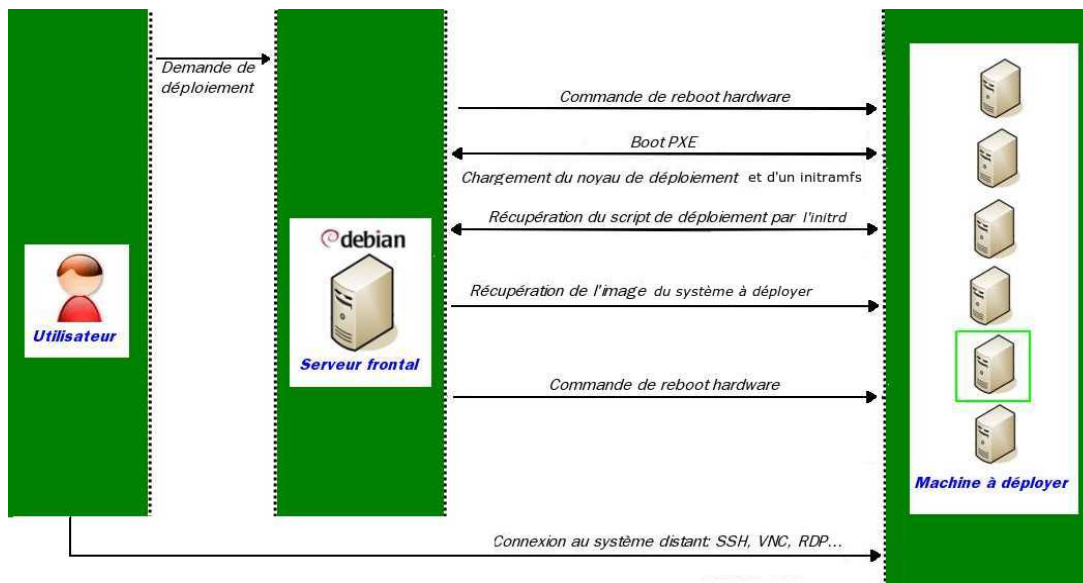 Demande de
déploiement
Commande de reboot hardware
Boot PXE
Chargement du noyau de déploiement et d'un initramfs
Récupération du script de déploiement par l'initrd
debian
Récupération de l'image du système à déployer
Utilisateur
Serveur frontal
Commande de reboot hardware
Machine à déployer
Connexion au système distant: SSH, VNC, RDP...